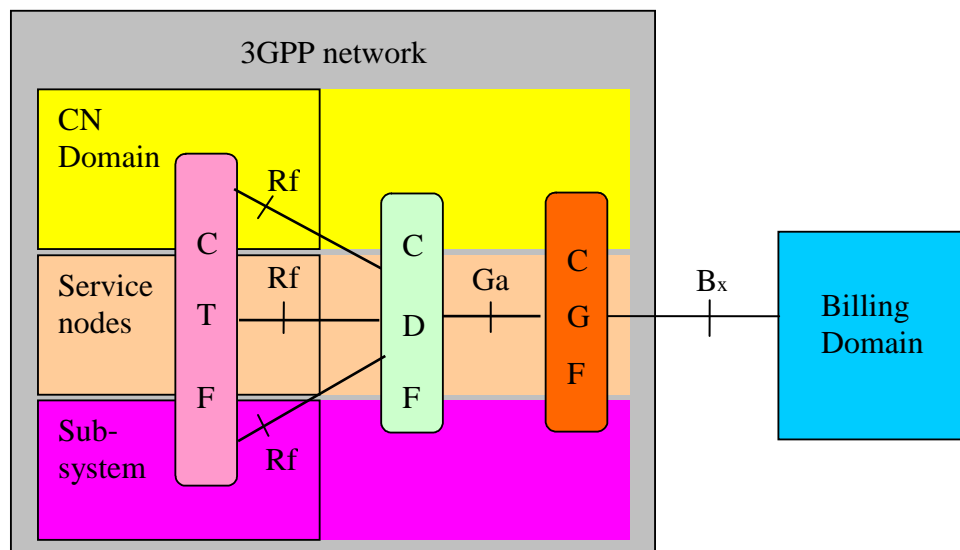 3GPP network
CN
Domain
Rf
C
T
F
Service
nodes
Rf
Sub-
system
Rf
C
D
F
Ga
C
G
F
Bx
Billing
Domain